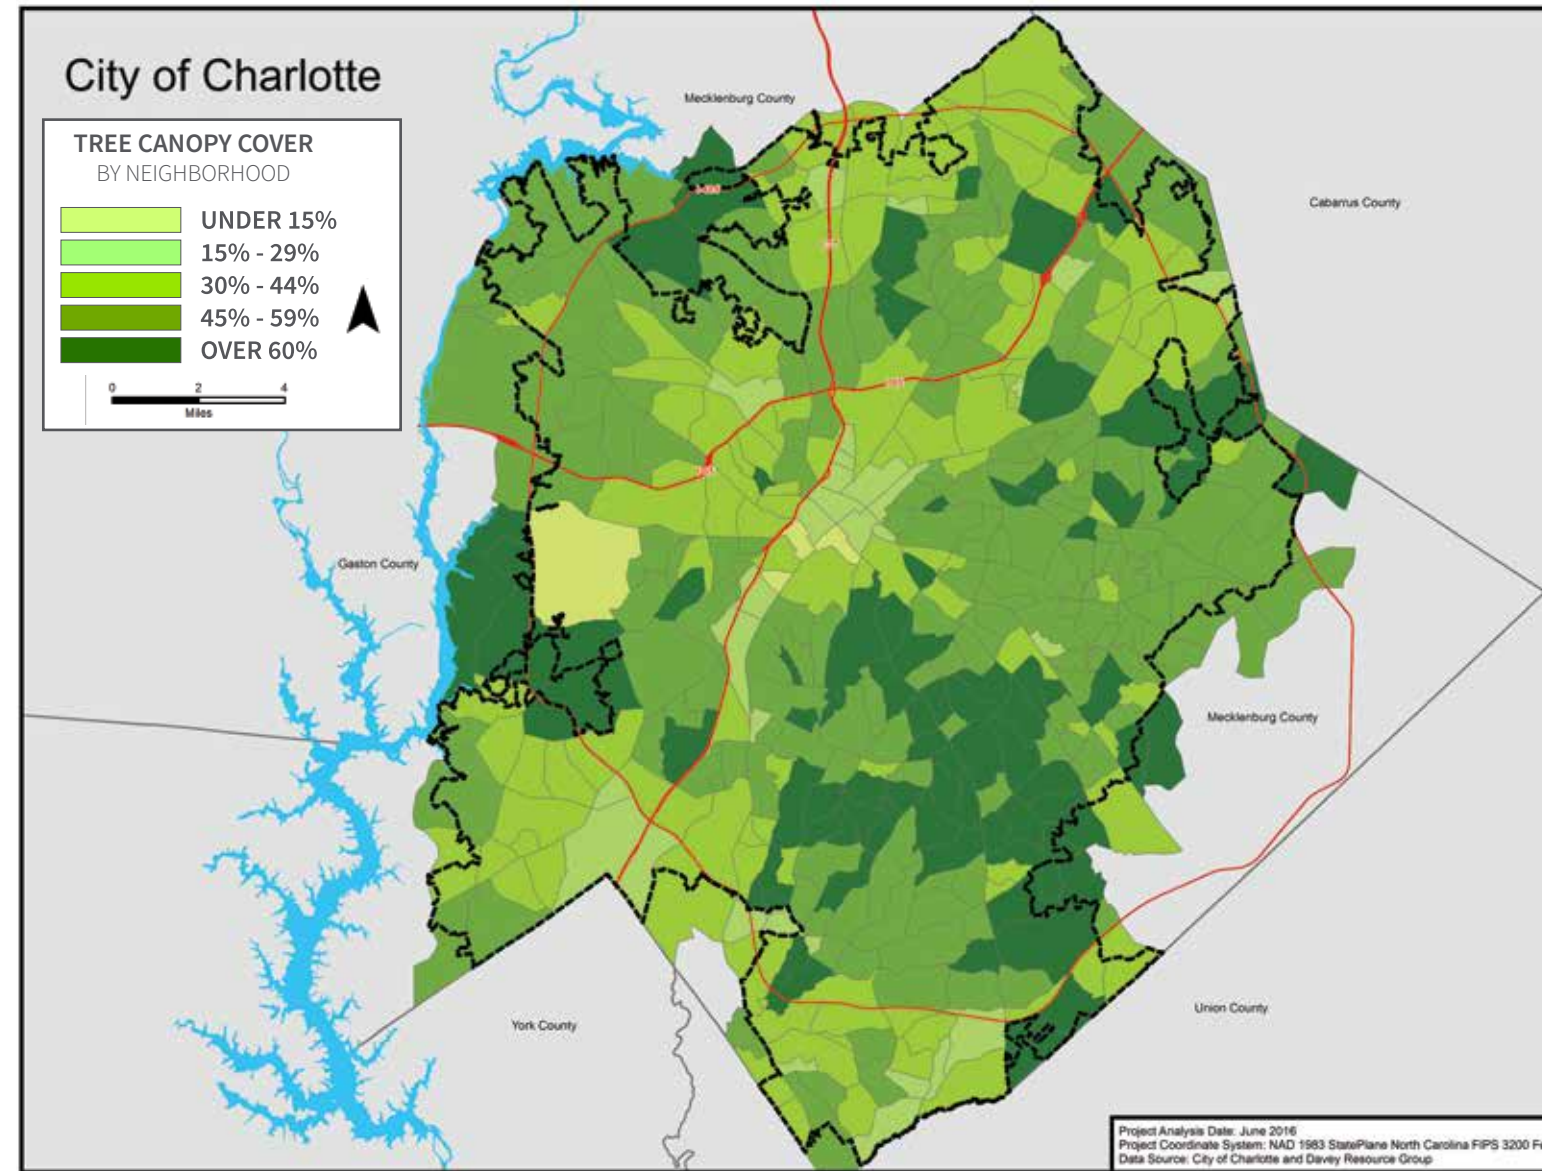 City of Charlotte
TREE CANOPY COVER
BY NEIGHBORHOOD
UNDER 15%
15% - 29%
30% - 44%
45% - 59%
OVER 60%
0 2 4
Miles
Mecklenburg County
Cabarrus County
Gaston County
Mecklenburg County
York County
Union County
Project Analysis Date: June 2016
Project Coordinate System: NAD 1983 StatePlane North Carolina FIPS 3200 Fe
Data Source: City of Charlotte and Davey Resource Group